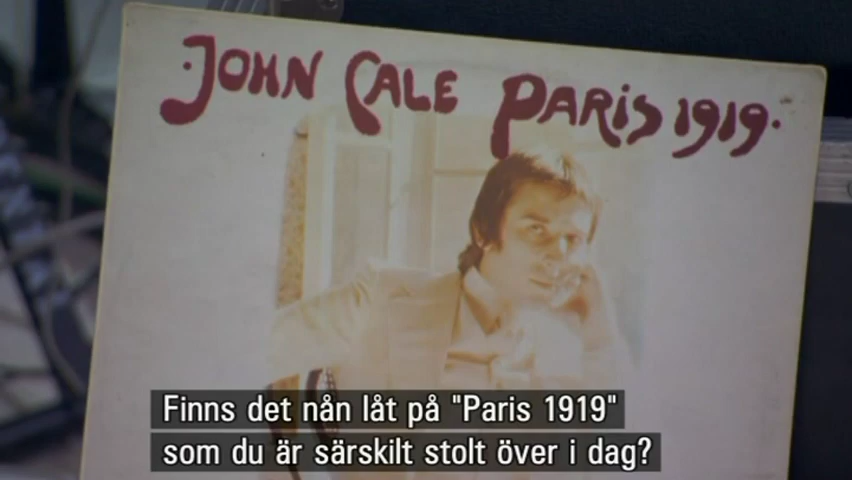 ·JOHN CALE PARIS 1919·
Finns det nån låt på "Paris 1919"
som du är särskilt stolt över i dag?